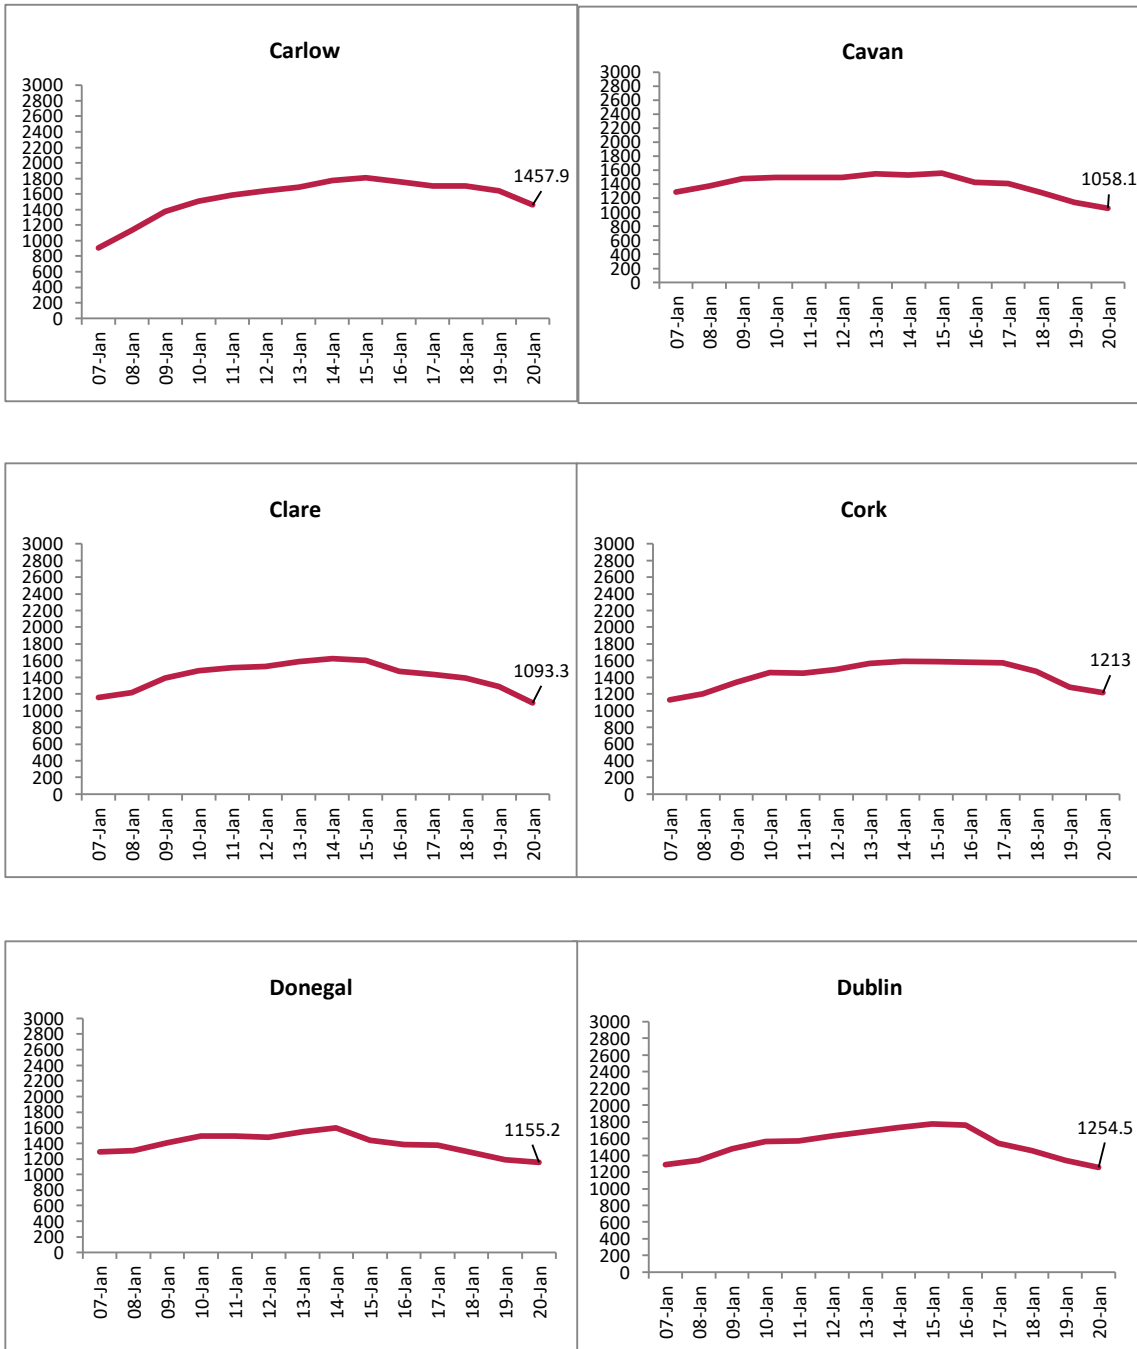 Carlow
3000
2800
2600
2400
2200
2000
1800
1600
1400
1200
1000
800
600
400
200
0
1457.9
07-Jan
08-Jan
09-Jan
10-Jan
11-Jan
12-Jan
13-Jan
14-Jan
15-Jan
16-Jan
17-Jan
18-Jan
19-Jan
20-Jan
Cavan
3000
2800
2600
2400
2200
2000
1800
1600
1400
1200
1000
800
600
400
200
0
1058.1
07-Jan
08-Jan
09-Jan
10-Jan
11-Jan
12-Jan
13-Jan
14-Jan
15-Jan
16-Jan
17-Jan
18-Jan
19-Jan
20-Jan
Clare
3000
2800
2600
2400
2200
2000
1800
1600
1400
1200
1000
800
600
400
200
0
1093.3
07-Jan
08-Jan
09-Jan
10-Jan
11-Jan
12-Jan
13-Jan
14-Jan
15-Jan
16-Jan
17-Jan
18-Jan
19-Jan
20-Jan
Cork
3000
2800
2600
2400
2200
2000
1800
1600
1400
1200
1000
800
600
400
200
0
1213
07-Jan
08-Jan
09-Jan
10-Jan
11-Jan
12-Jan
13-Jan
14-Jan
15-Jan
16-Jan
17-Jan
18-Jan
19-Jan
20-Jan
Donegal
3000
2800
2600
2400
2200
2000
1800
1600
1400
1200
1000
800
600
400
200
0
1155.2
07-Jan
08-Jan
09-Jan
10-Jan
11-Jan
12-Jan
13-Jan
14-Jan
15-Jan
16-Jan
17-Jan
18-Jan
19-Jan
20-Jan
Dublin
3000
2800
2600
2400
2200
2000
1800
1600
1400
1200
1000
800
600
400
200
0
1254.5
07-Jan
08-Jan
09-Jan
10-Jan
11-Jan
12-Jan
13-Jan
14-Jan
15-Jan
16-Jan
17-Jan
18-Jan
19-Jan
20-Jan